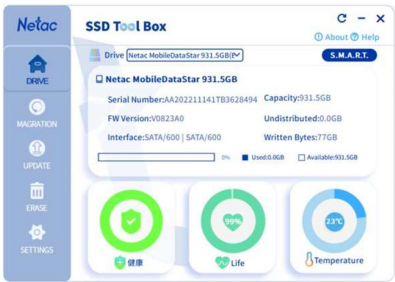 Netac
SSD Tool Box
C − ×
About Help
Drive Netac MobileDataStar 931.5GB(E
S.M.A.R.T.
DRIVE
Netac MobileDataStar 931.5GB
Serial Number:AA202211141TB3628494
Capacity:931.5GB
MAGRATION
FW Version:V0823A0
Undistributed:0.0GB
Interface:SATA/600 | SATA/600
Written Bytes:77GB
UPDATE
0% Used:0.0GB Available:931.5GB
ERASE
99%
23°C
SETTINGS
健康
Life
Temperature